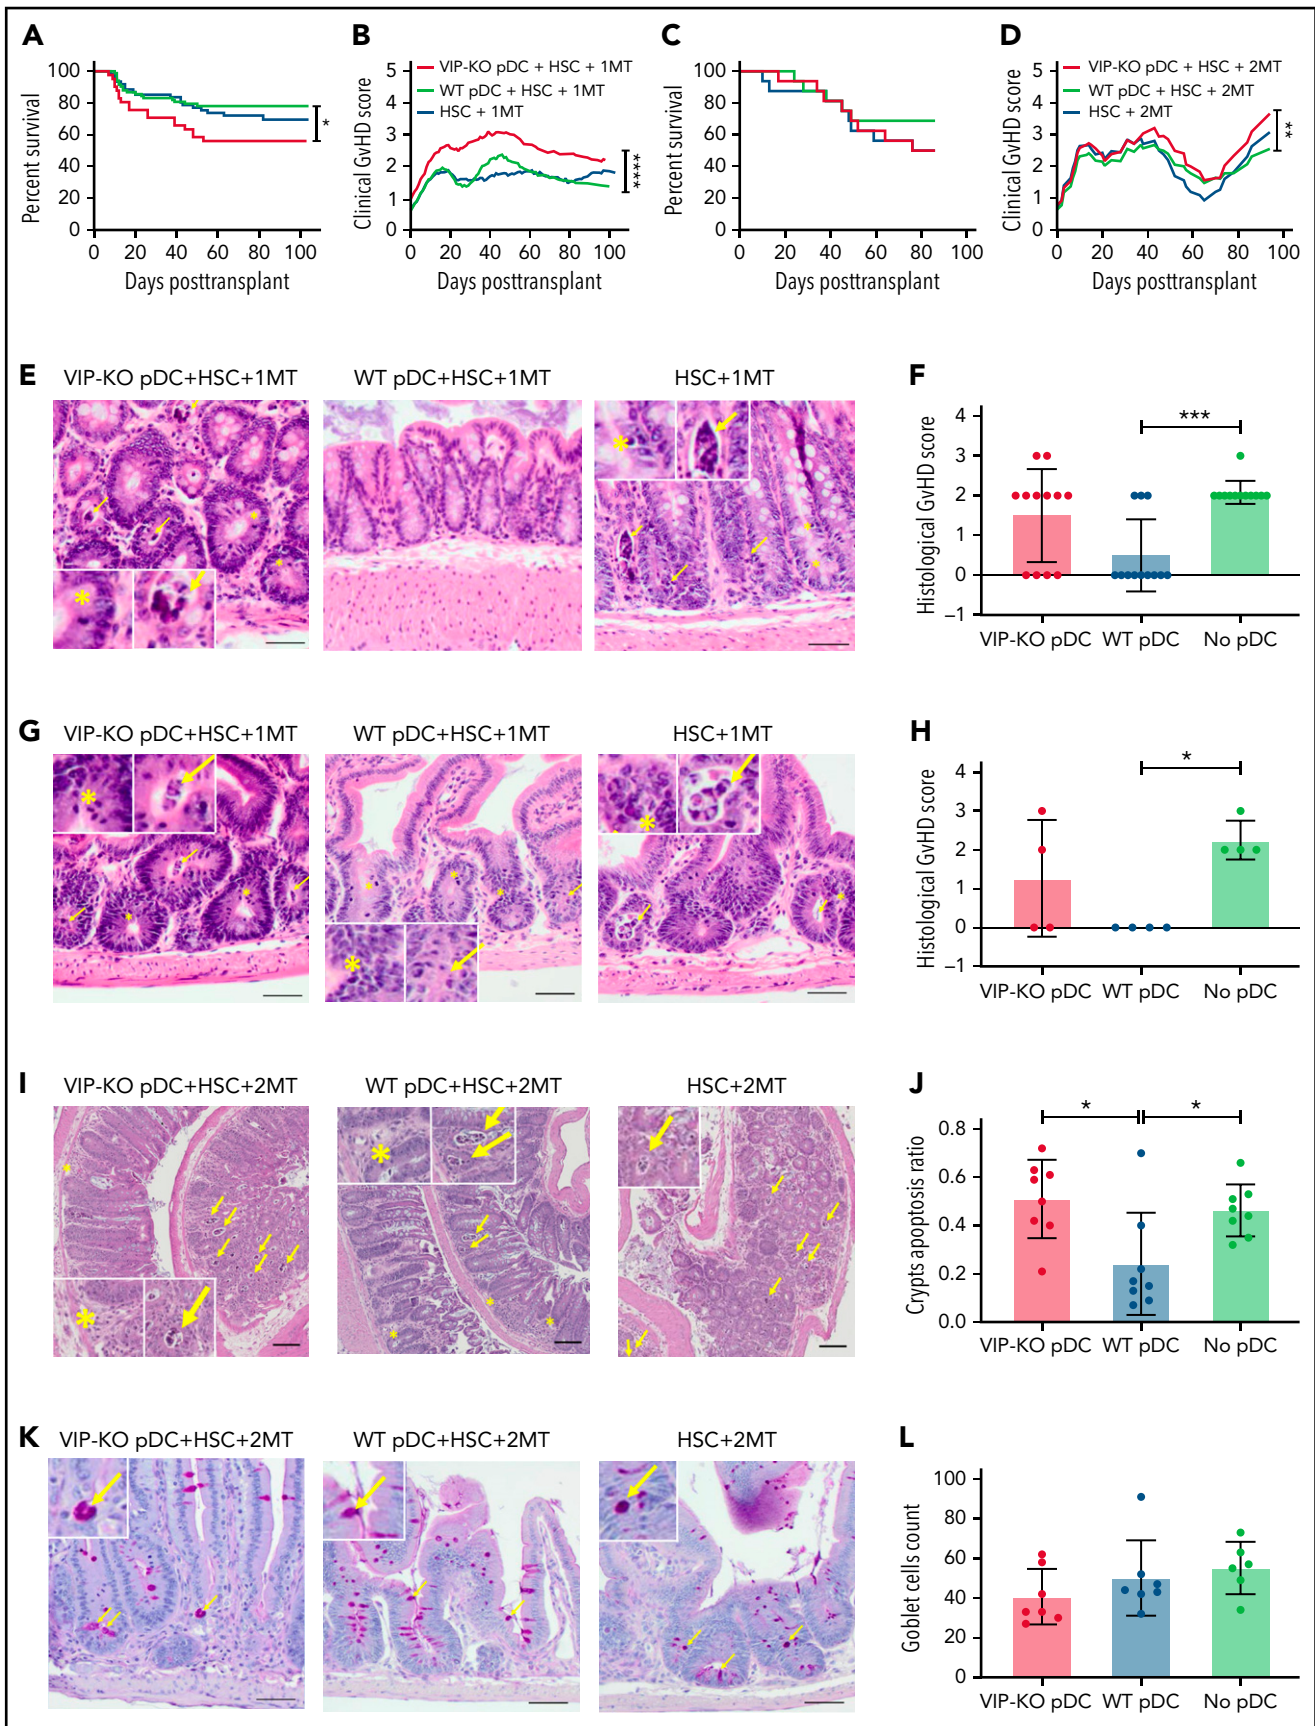 A
B
C
D
Percent survival
100
80
60
40
20
0
0 20 40 60 80 100
Days posttransplant
*
Clinical GvHD score
5
4
3
2
1
0
VIP-KO pDC + HSC + 1MT
WT pDC + HSC + 1MT
HSC + 1MT
0 20 40 60 80 100
Days posttransplant
****
Percent survival
100
80
60
40
20
0
0 20 40 60 80 100
Days posttransplant
Clinical GvHD score
5
4
3
2
1
0
VIP-KO pDC + HSC + 2MT
WT pDC + HSC + 2MT
HSC + 2MT
0 20 40 60 80 100
Days posttransplant
**
E
VIP-KO pDC+HSC+1MT
WT pDC+HSC+1MT
HSC+1MT
F
Histological GvHD score
4
3
2
1
0
–1
***
VIP-KO pDC WT pDC No pDC
G
VIP-KO pDC+HSC+1MT
WT pDC+HSC+1MT
HSC+1MT
H
Histological GvHD score
4
3
2
1
0
–1
*
VIP-KO pDC WT pDC No pDC
I
VIP-KO pDC+HSC+2MT
WT pDC+HSC+2MT
HSC+2MT
J
Crypts apoptosis ratio
0.8
0.6
0.4
0.2
0.0
* *
VIP-KO pDC WT pDC No pDC
K
VIP-KO pDC+HSC+2MT
WT pDC+HSC+2MT
HSC+2MT
L
Goblet cells count
100
80
60
40
20
0
VIP-KO pDC WT pDC No pDC